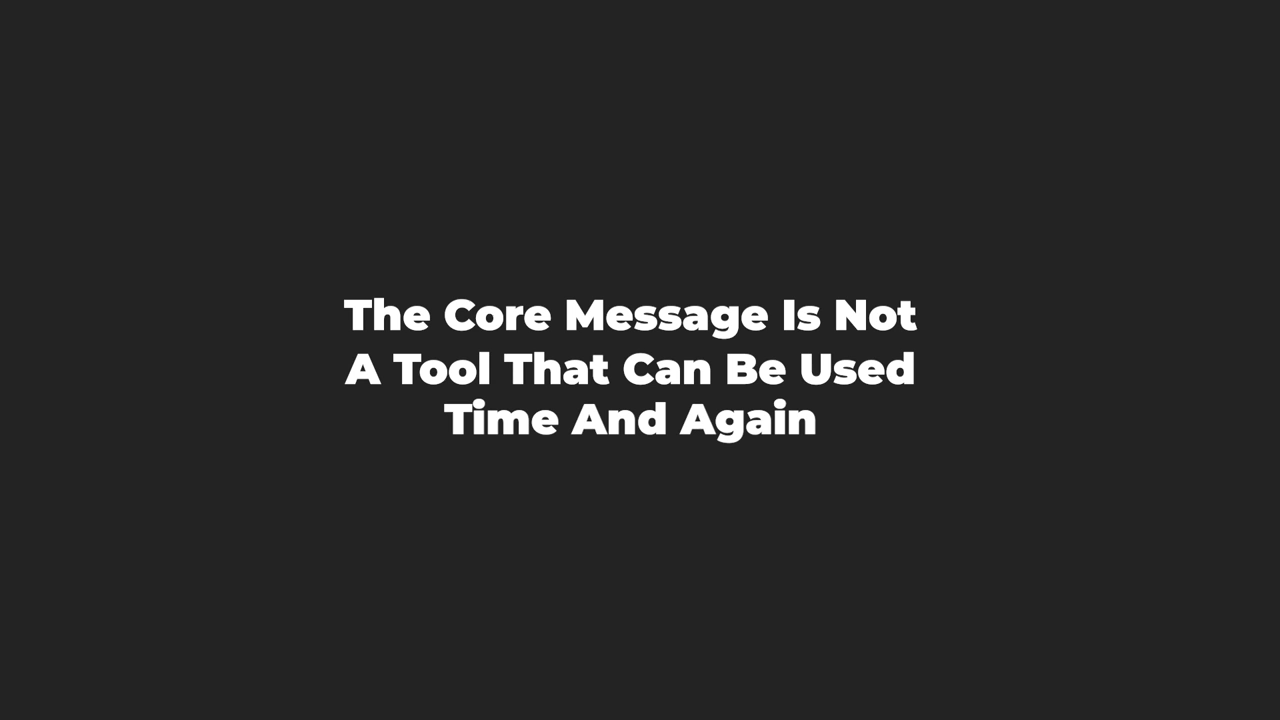 The Core Message Is Not
A Tool That Can Be Used
Time And Again